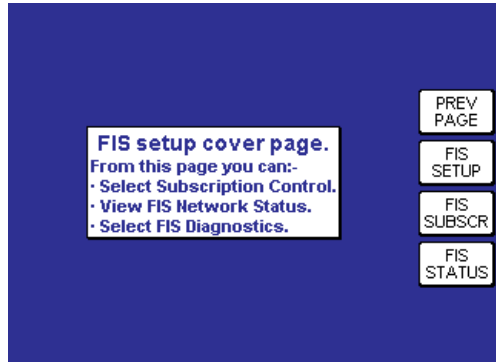 FIS setup cover page.
From this page you can:-
· Select Subscription Control.
· View FIS Network Status.
· Select FIS Diagnostics.
PREV
PAGE
FIS
SETUP
FIS
SUBSCR
FIS
STATUS